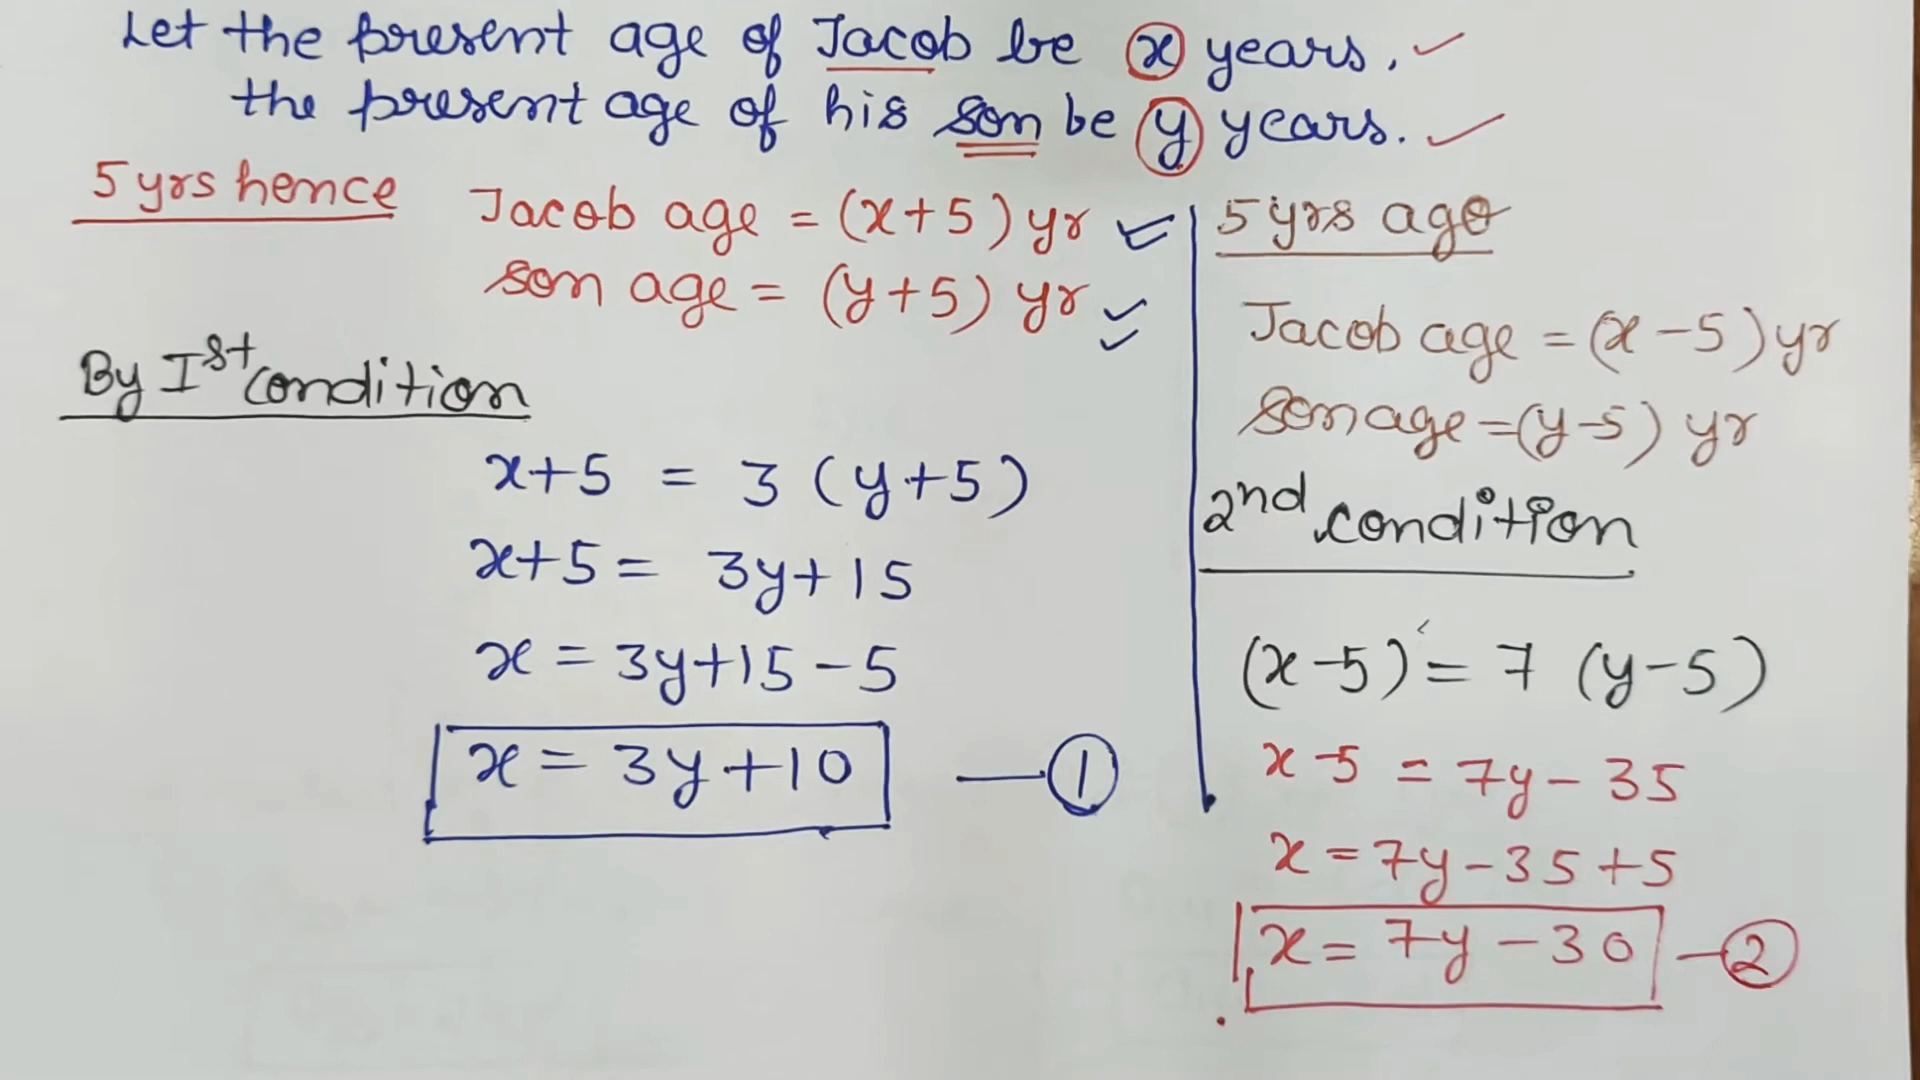 Let the present age of Jacob be x years.
the present age of his son be y years.
5 yrs hence
Jacob age = (x+5) yr
son age = (y+5) yr
By Ist condition
x+5 = 3 (y+5)
x+5 = 3y+15
x = 3y+15-5
x = 3y+10 — 1
5 yrs ago
Jacob age = (x-5) yr
son age = (y-5) yr
2nd condition
(x-5) = 7 (y-5)
x-5 = 7y-35
x = 7y-35+5
x = 7y-30 — 2